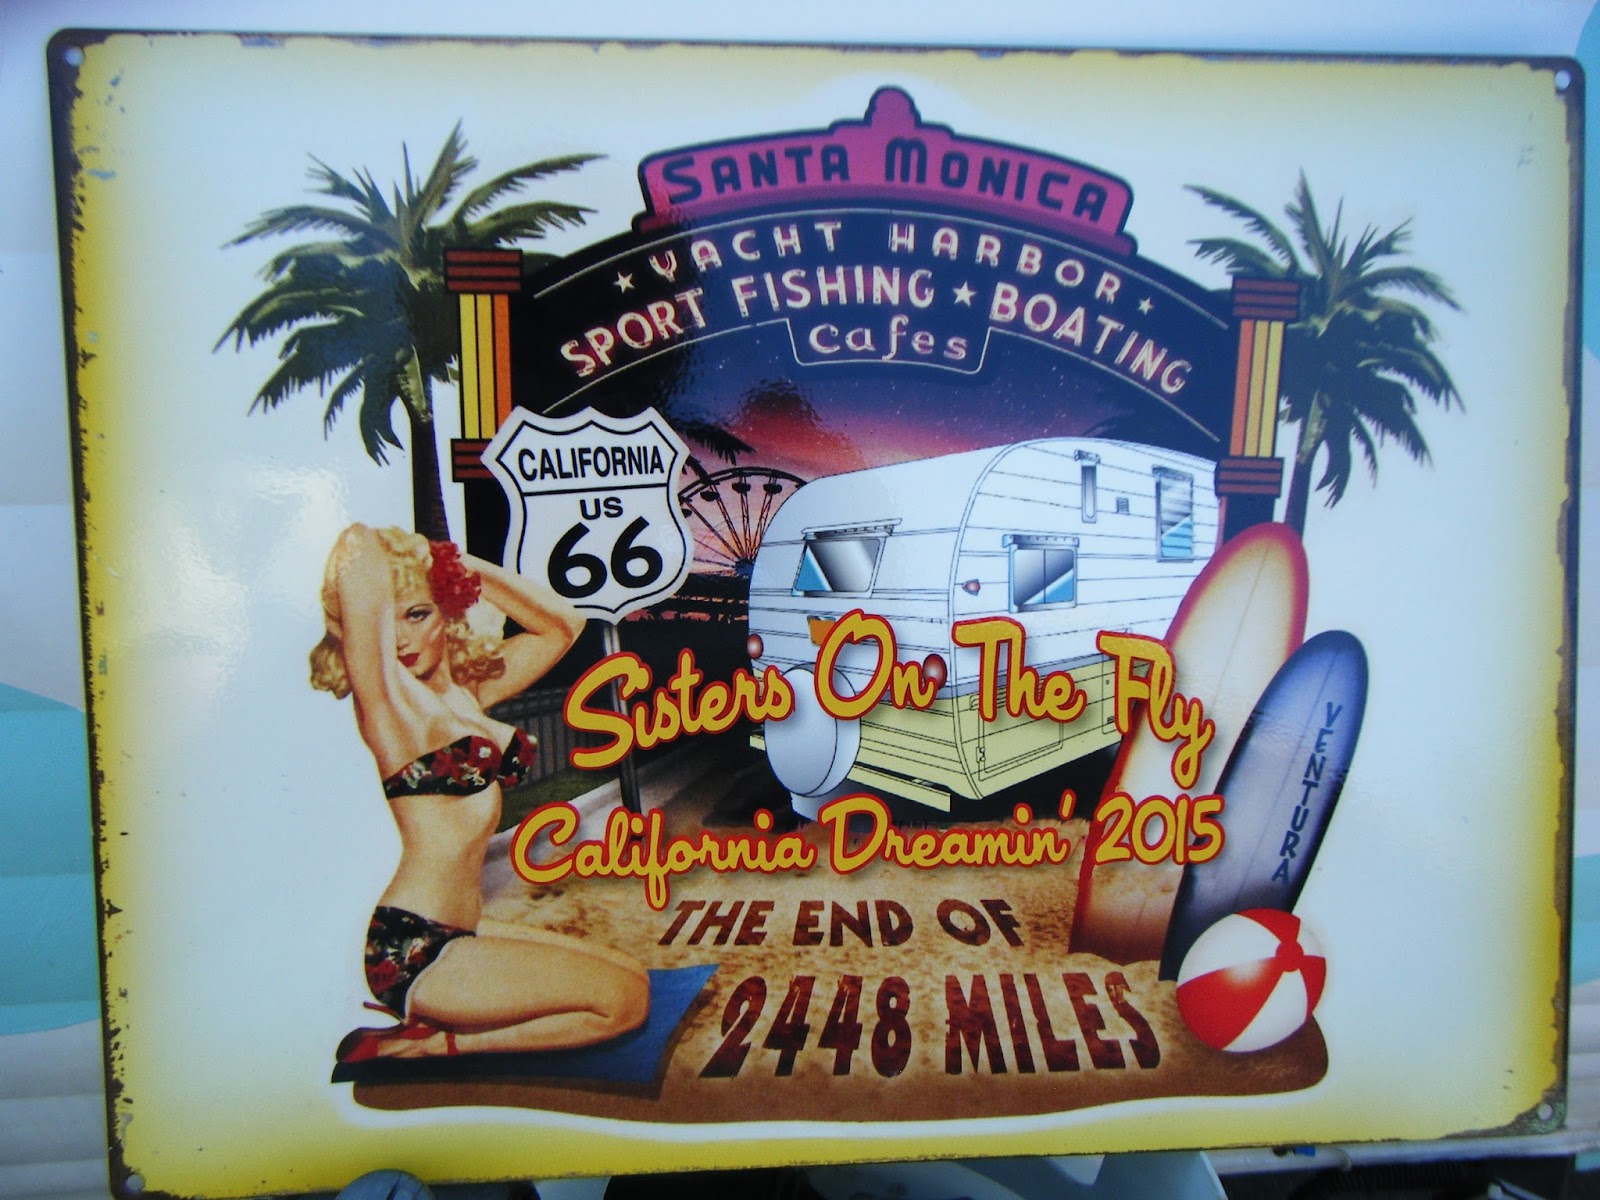 SANTA MONICA
★ YACHT HARBOR ★
SPORT FISHING ★ BOATING
Cafes
CALIFORNIA
US
66
Sisters On The Fly
California Dreamin' 2015
VENTURA
THE END OF
2448 MILES